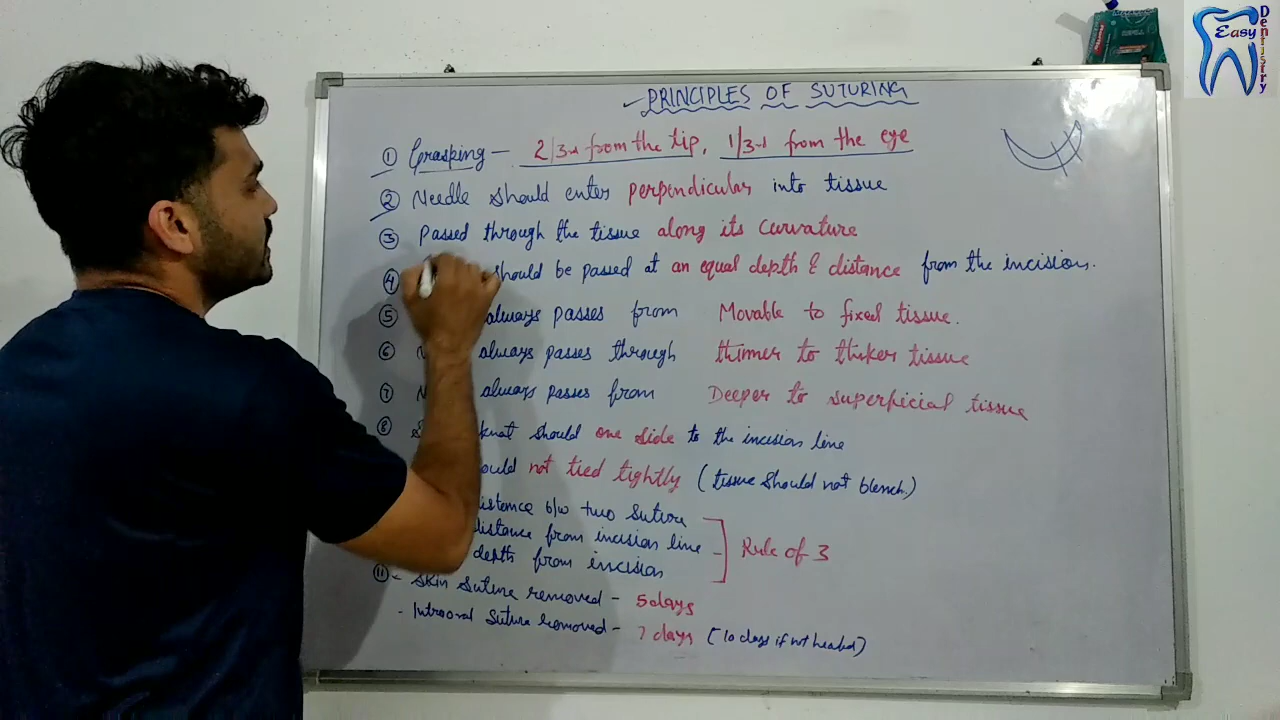 PRINCIPLES OF SUTURING
① Grasping - 2/3rd from the tip, 1/3rd from the eye
② Needle should enter perpendicular into tissue
③ Passed through the tissue along its curvature
④ should be passed at an equal depth & distance from the incision.
⑤ always passes from Movable to fixed tissue.
⑥ always passes through thinner to thiker tissue
⑦ always passes from Deeper to superficial tissue
⑧ knot should one side to the incision line
not tied tightly (tissue should not blench)
b/w two suture
distance from incision line
depth from incision
Rule of 3
⑪ - Skin suture removed - 5 days
- Intraoral suture removed - 7 days (10 days if not healed)
Easy
Dentistry